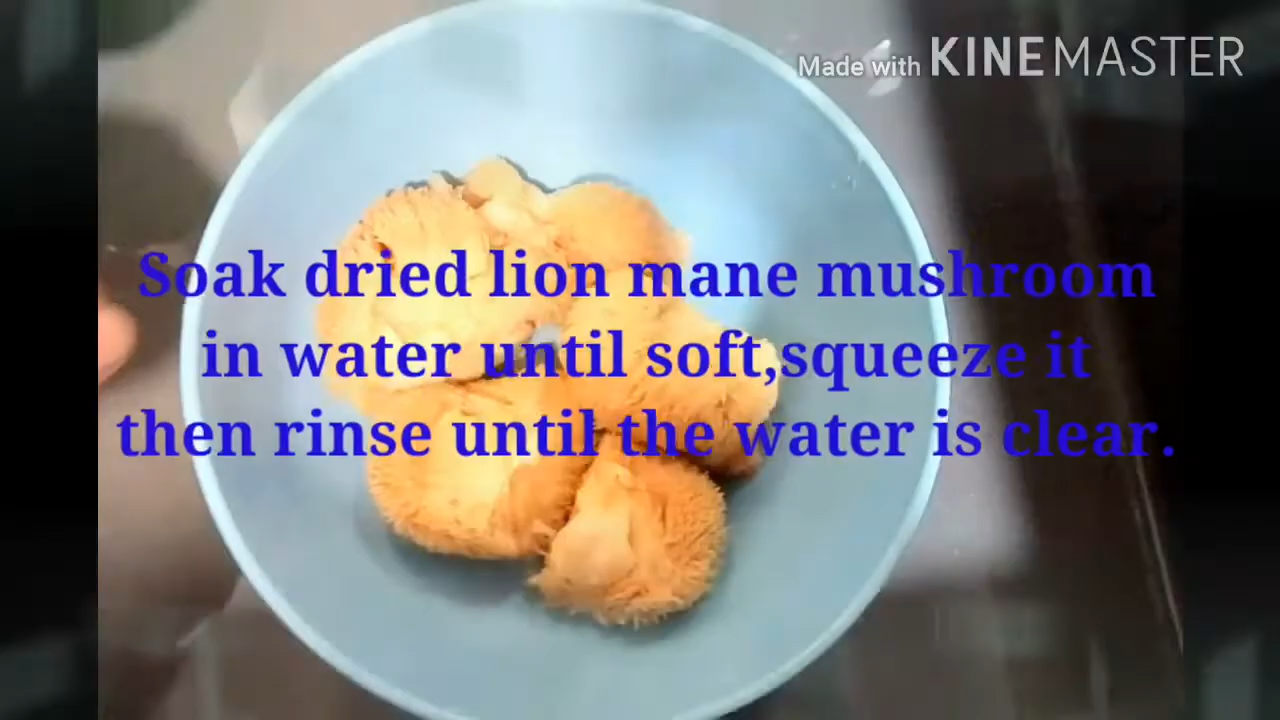 Made with KINEMASTER
Soak dried lion mane mushroom
in water until soft,squeeze it
then rinse until the water is clear.